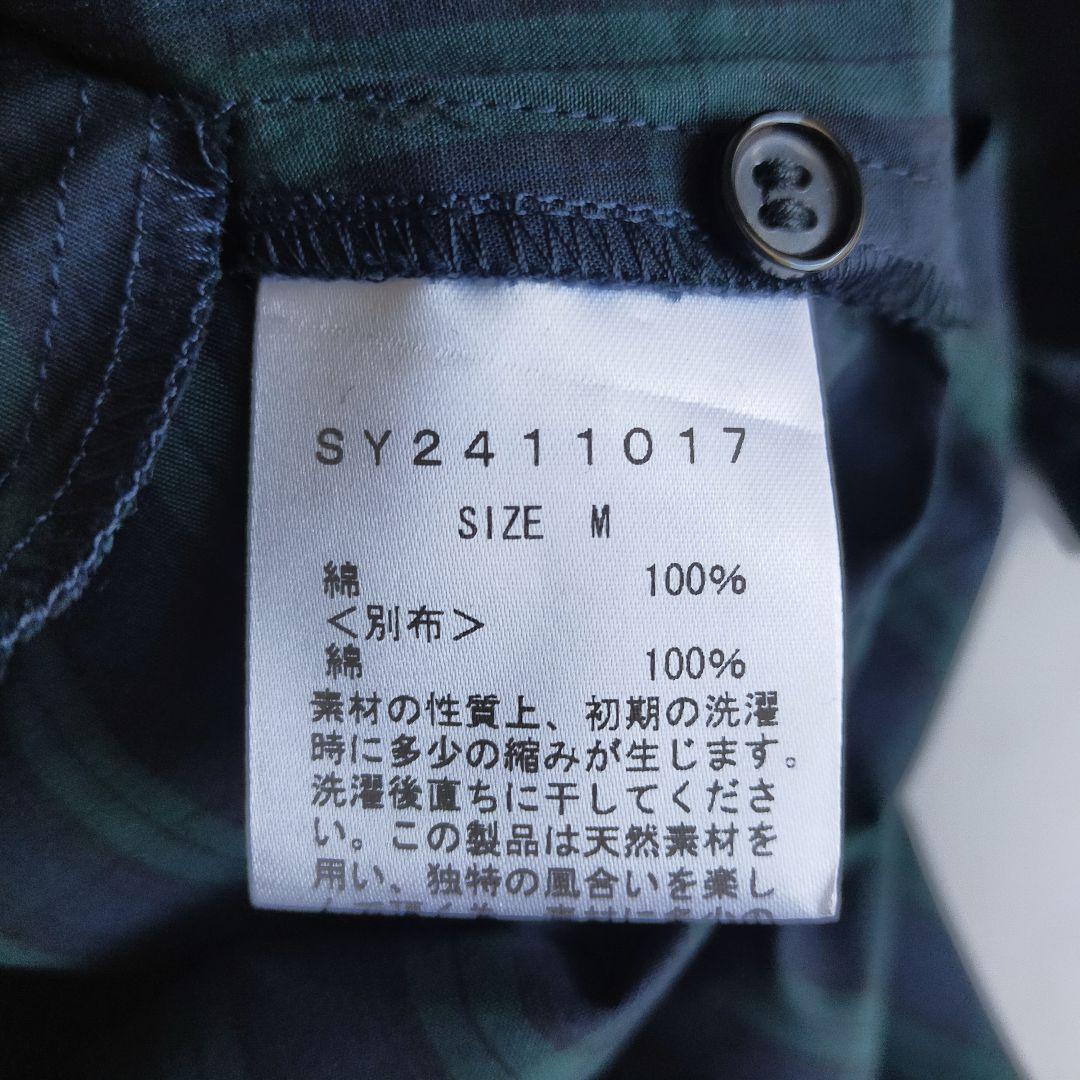 SY2411017
SIZE M
綿 100%
<別布>
綿 100%
素材の性質上、初期の洗濯
時に多少の縮みが生じます。
洗濯後直ちに干してくださ
い。この製品は天然素材を
用い、独特の風合いを楽し